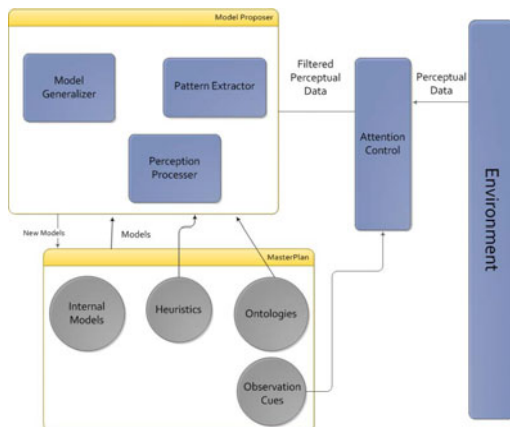 Model Proposer
Model
Generalizer
Pattern Extractor
Perception
Processer
Filtered
Perceptual
Data
Perceptual
Data
Attention
Control
Environment
New Models
Models
MasterPlan
Internal
Models
Heuristics
Ontologies
Observation
Cues